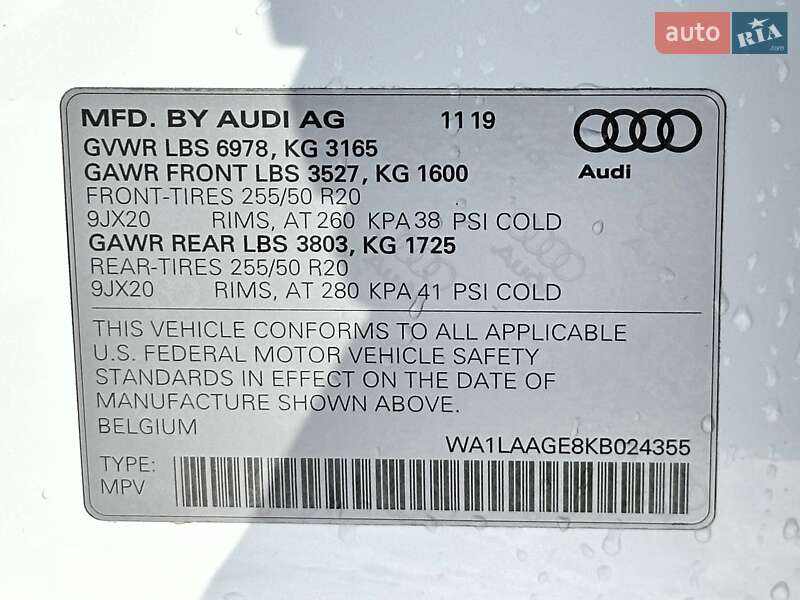 auto RIA.com
MFD. BY AUDI AG 11 19
GVWR LBS 6978, KG 3165
GAWR FRONT LBS 3527, KG 1600
Audi
FRONT-TIRES 255/50 R20
9JX20 RIMS, AT 260 KPA 38 PSI COLD
GAWR REAR LBS 3803, KG 1725
REAR-TIRES 255/50 R20
9JX20 RIMS, AT 280 KPA 41 PSI COLD
THIS VEHICLE CONFORMS TO ALL APPLICABLE
U.S. FEDERAL MOTOR VEHICLE SAFETY
STANDARDS IN EFFECT ON THE DATE OF
MANUFACTURE SHOWN ABOVE.
BELGIUM
WA1LAAGE8KB024355
TYPE:
MPV